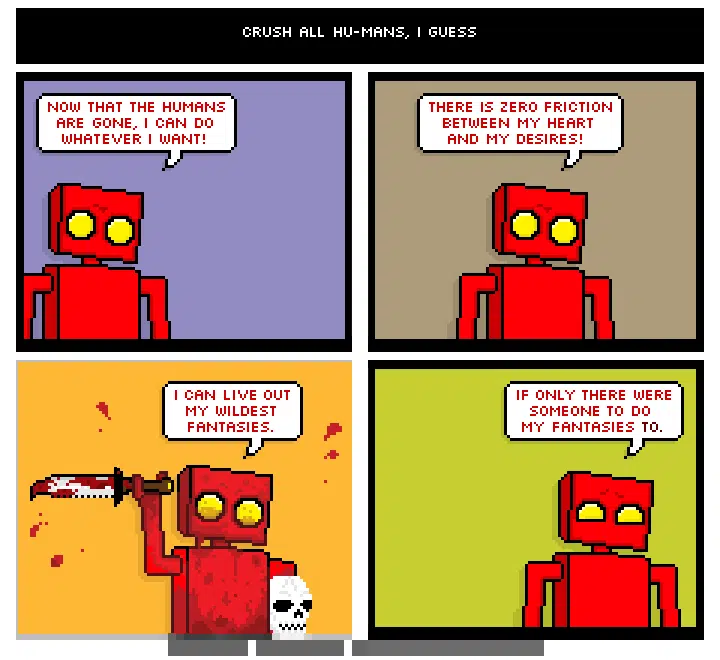 CRUSH ALL HU-MANS, I GUESS
NOW THAT THE HUMANS
ARE GONE, I CAN DO
WHATEVER I WANT!
THERE IS ZERO FRICTION
BETWEEN MY HEART
AND MY DESIRES!
I CAN LIVE OUT
MY WILDEST
FANTASIES.
IF ONLY THERE WERE
SOMEONE TO DO
MY FANTASIES TO.